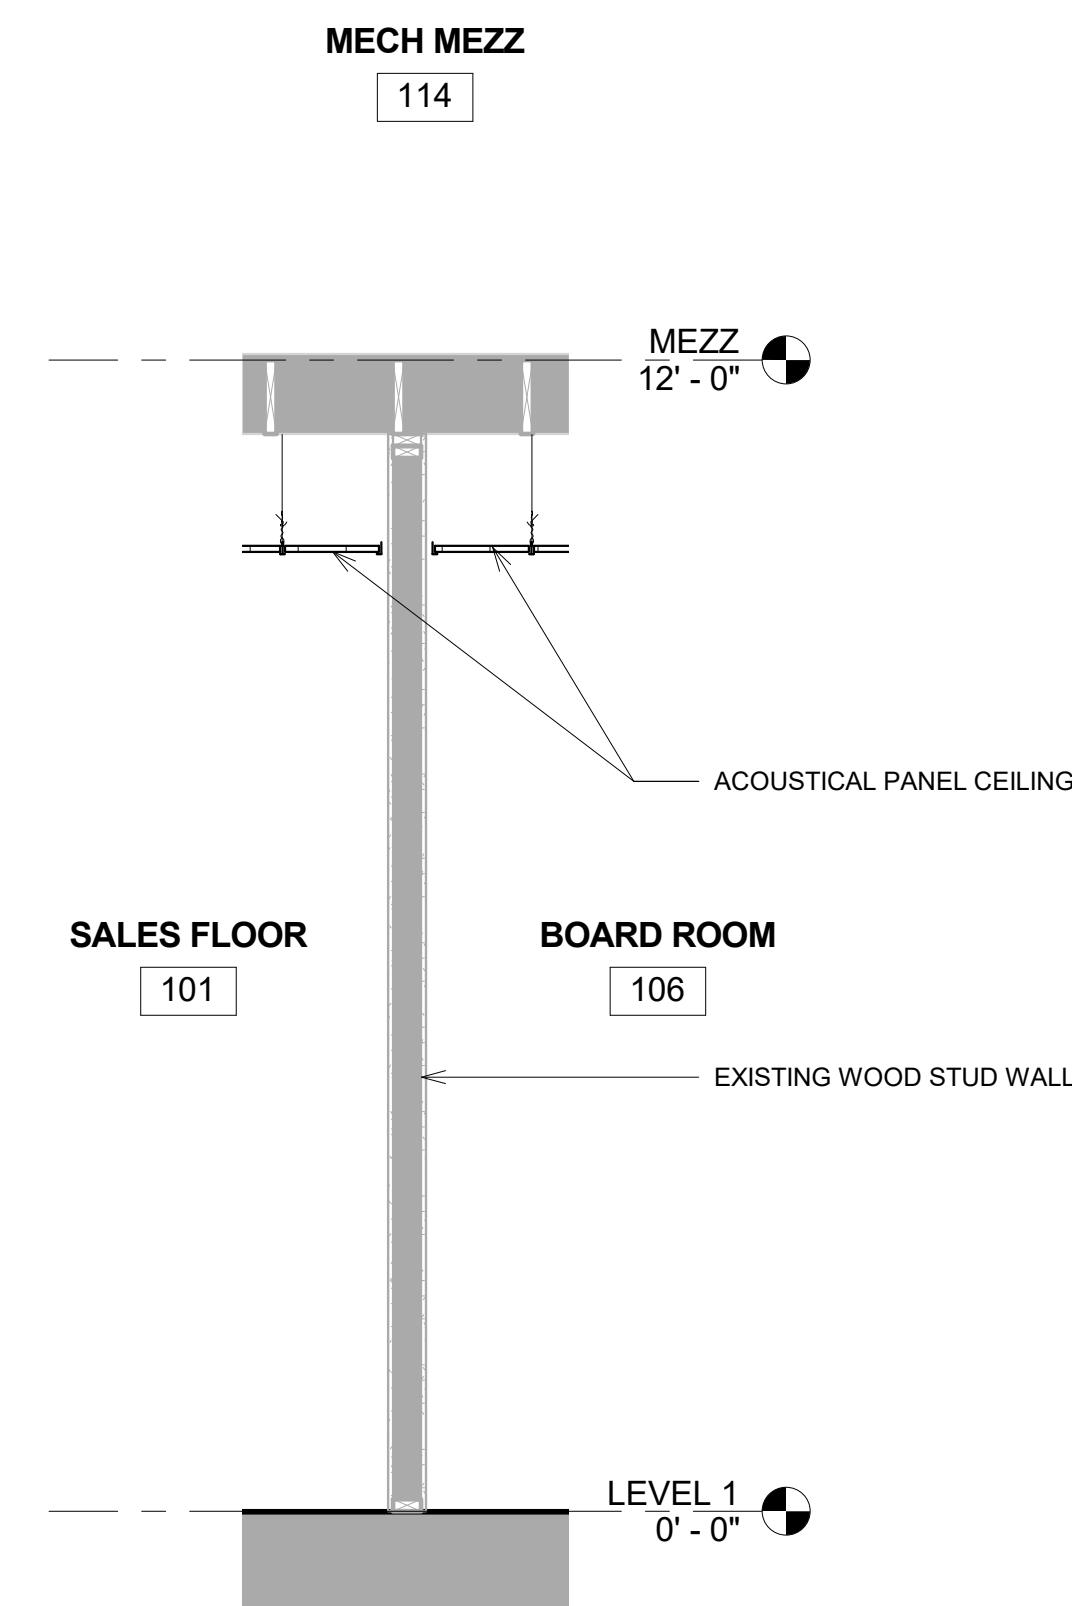 MECH MEZZ
114
MEZZ
12' - 0"
ACOUSTICAL PANEL CEILING
SALES FLOOR
BOARD ROOM
101
106
EXISTING WOOD STUD WALL
LEVEL 1
0' - 0"